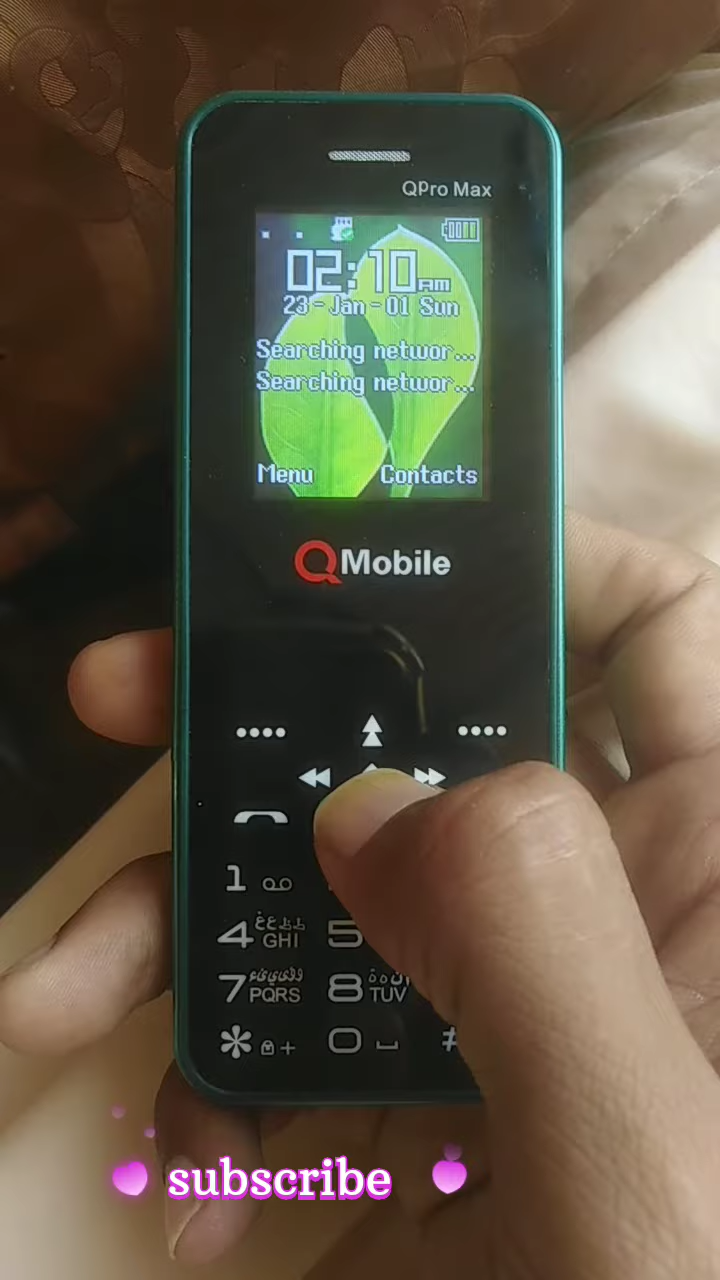 QPro Max
02:10AM
23-Jan-01 Sun
Searching networ...
Searching networ...
Menu Contacts
QMobile
1
4 GHI 5
7 PQRS 8 TUV
* + 0 #
subscribe